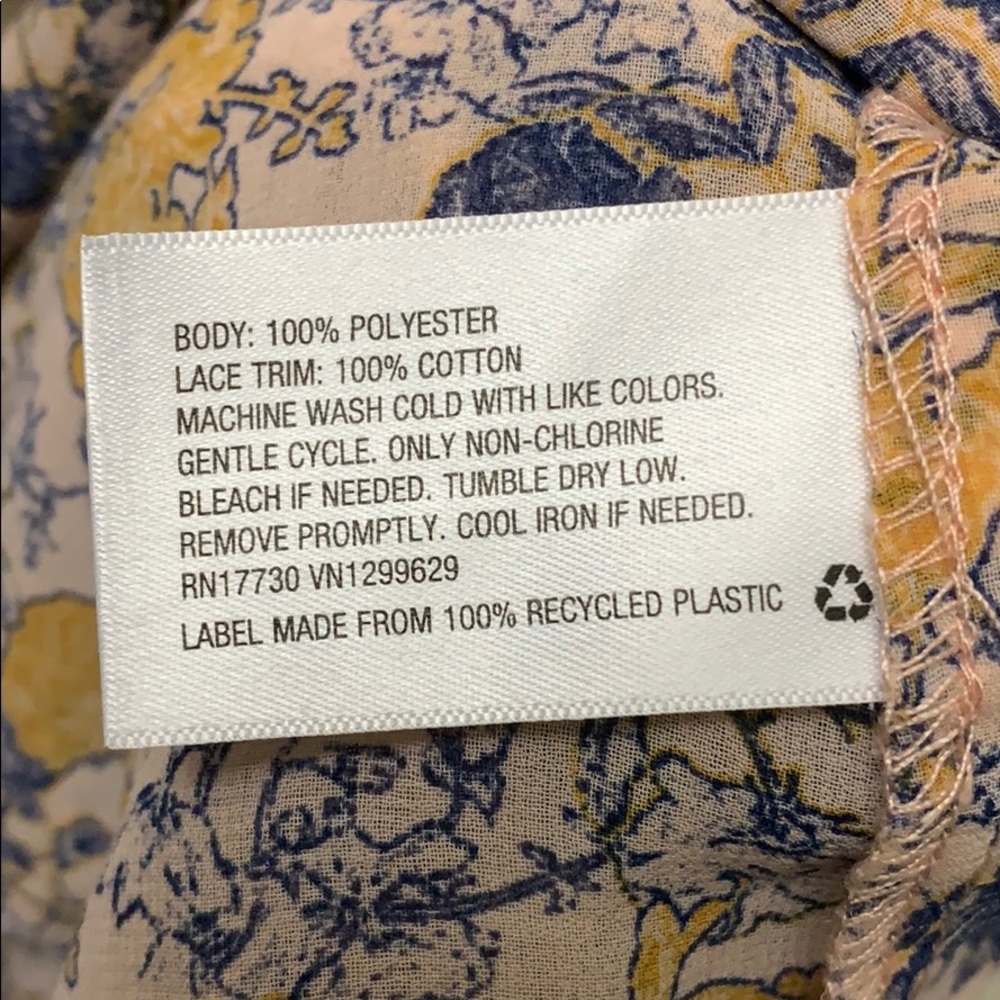 BODY: 100% POLYESTER
LACE TRIM: 100% COTTON
MACHINE WASH COLD WITH LIKE COLORS.
GENTLE CYCLE. ONLY NON-CHLORINE
BLEACH IF NEEDED. TUMBLE DRY LOW.
REMOVE PROMPTLY. COOL IRON IF NEEDED.
RN17730 VN1299629
LABEL MADE FROM 100% RECYCLED PLASTIC